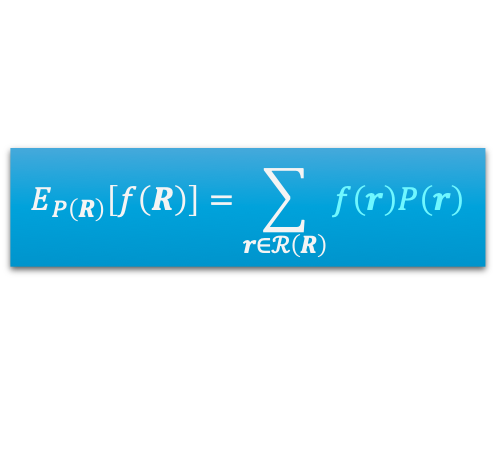 E_{P(𝑹)}[f(𝑹)] = ∑_{𝒓∈ℛ(𝑹)} f(𝒓)P(𝒓)